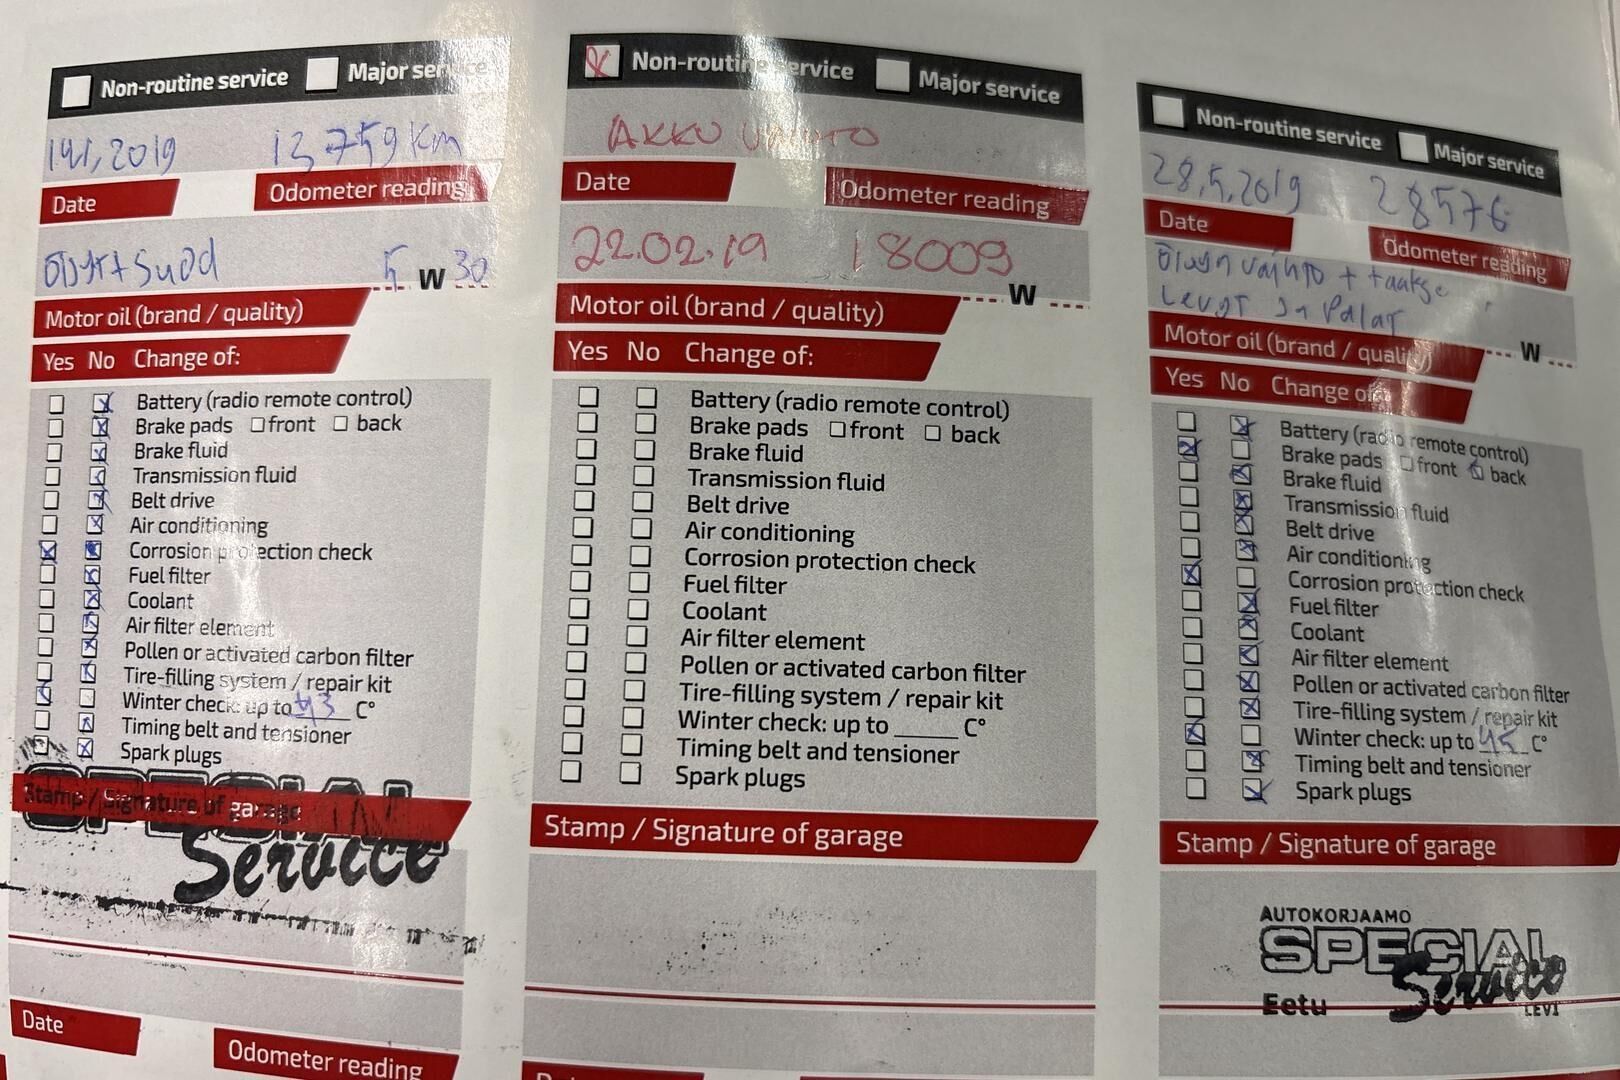 Non-routine service Major service
14.1.2019 13759 km
Date Odometer reading
Öljyt + Suod 5 W 30
Motor oil (brand / quality)
Yes No Change of:
Battery (radio remote control)
Brake pads front back
Brake fluid
Transmission fluid
Belt drive
Air conditioning
Corrosion protection check
Fuel filter
Coolant
Air filter element
Pollen or activated carbon filter
Tire-filling system / repair kit
Winter check: up to 43 C°
Timing belt and tensioner
Spark plugs
Stamp / Signature of garage
SPECIAL
Service
Date
Odometer reading
Non-routine service Major service
AKKU VAIHTO
Date Odometer reading
22.02.19 18009
W
Motor oil (brand / quality)
Yes No Change of:
Battery (radio remote control)
Brake pads front back
Brake fluid
Transmission fluid
Belt drive
Air conditioning
Corrosion protection check
Fuel filter
Coolant
Air filter element
Pollen or activated carbon filter
Tire-filling system / repair kit
Winter check: up to ____ C°
Timing belt and tensioner
Spark plugs
Stamp / Signature of garage
Non-routine service Major service
28.5.2019 28576
Date Odometer reading
Öljyn vaihto + taakse
Levyt ja Palat
W
Motor oil (brand / quality)
Yes No Change of:
Battery (radio remote control)
Brake pads front back
Brake fluid
Transmission fluid
Belt drive
Air conditioning
Corrosion protection check
Fuel filter
Coolant
Air filter element
Pollen or activated carbon filter
Tire-filling system / repair kit
Winter check: up to 45 C°
Timing belt and tensioner
Spark plugs
Stamp / Signature of garage
AUTOKORJAAMO
SPECIAL
Service
Eetu LEVI